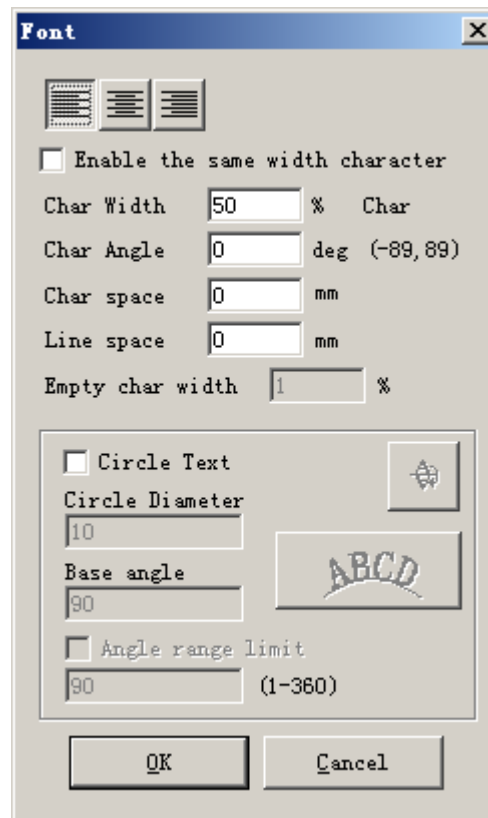 Font
Enable the same width character
Char Width 50 % Char
Char Angle 0 deg (-89,89)
Char space 0 mm
Line space 0 mm
Empty char width 1 %
Circle Text
Circle Diameter
10
ABCD
Base angle
90
Angle range limit
90 (1-360)
OK Cancel